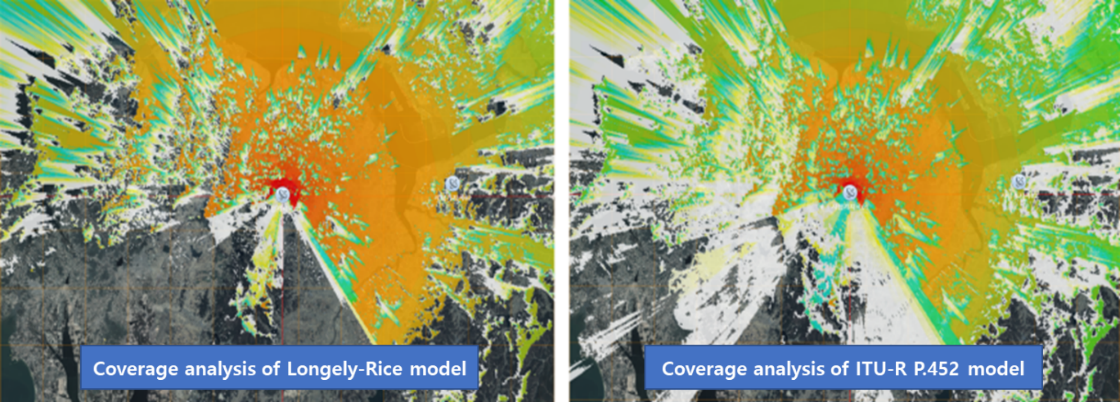 Coverage analysis of Longely-Rice model
Coverage analysis of ITU-R P.452 model